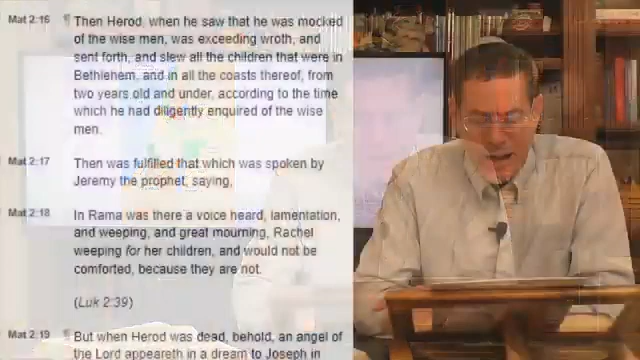 Mat 2:16 ¶ Then Herod, when he saw that he was mocked
of the wise men, was exceeding wroth, and
sent forth, and slew all the children that were in
Bethlehem, and in all the coasts thereof, from
two years old and under, according to the time
which he had diligently enquired of the wise
men.
Mat 2:17 Then was fulfilled that which was spoken by
Jeremy the prophet, saying,
Mat 2:18 In Rama was there a voice heard, lamentation,
and weeping, and great mourning, Rachel
weeping for her children, and would not be
comforted, because they are not.
(Luk 2:39)
Mat 2:19 ¶ But when Herod was dead, behold, an angel of
the Lord appeareth in a dream to Joseph in